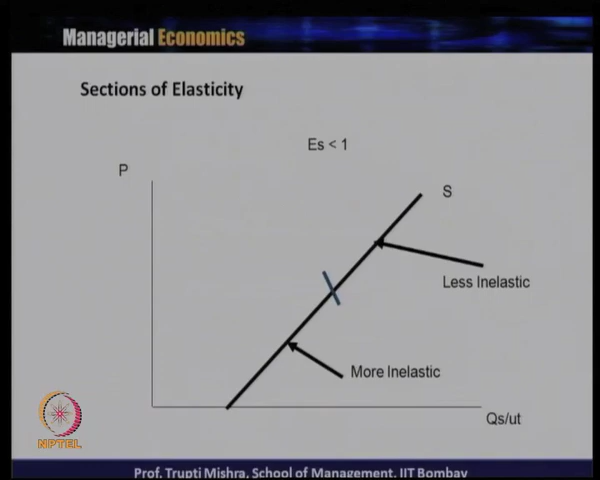 Managerial Economics
Sections of Elasticity
Es < 1
P
S
Less Inelastic
More Inelastic
Qs/ut
NPTEL
Prof. Trupti Mishra, School of Management, IIT Bombay